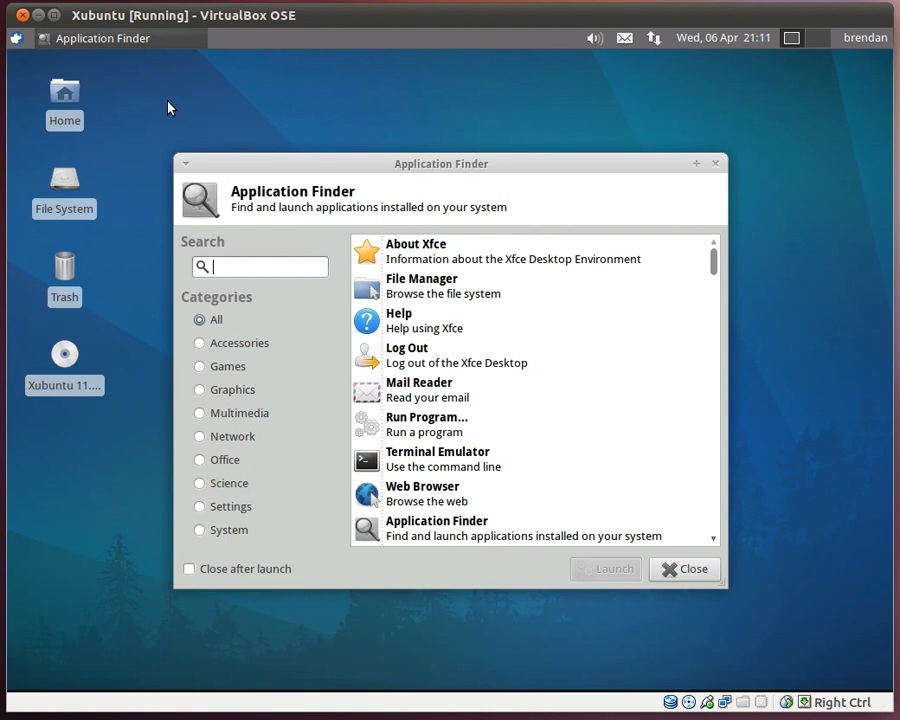 Xubuntu [Running] - VirtualBox OSE
Application Finder
Wed, 06 Apr 21:11
brendan
Home
File System
Trash
Xubuntu 11....
Application Finder
Application Finder
Find and launch applications installed on your system
Search
Categories
All
Accessories
Games
Graphics
Multimedia
Network
Office
Science
Settings
System
About Xfce
Information about the Xfce Desktop Environment
File Manager
Browse the file system
Help
Help using Xfce
Log Out
Log out of the Xfce Desktop
Mail Reader
Read your email
Run Program...
Run a program
Terminal Emulator
Use the command line
Web Browser
Browse the web
Application Finder
Find and launch applications installed on your system
Close after launch
Launch
Close
Right Ctrl